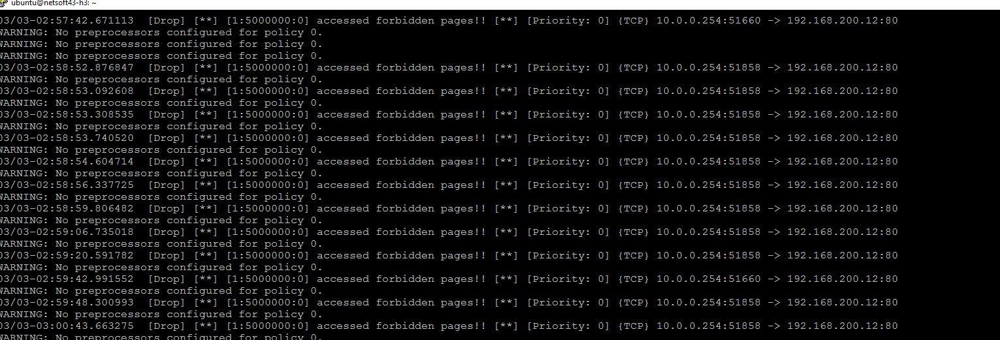 ubuntu@netsoft43-h3: ~
03/03-02:57:42.671113  [Drop] [**] [1:5000000:0] accessed forbidden pages!! [**] [Priority: 0] {TCP} 10.0.0.254:51660 -> 192.168.200.12:80
WARNING: No preprocessors configured for policy 0.
WARNING: No preprocessors configured for policy 0.
WARNING: No preprocessors configured for policy 0.
03/03-02:58:52.876847  [Drop] [**] [1:5000000:0] accessed forbidden pages!! [**] [Priority: 0] {TCP} 10.0.0.254:51858 -> 192.168.200.12:80
WARNING: No preprocessors configured for policy 0.
03/03-02:58:53.092608  [Drop] [**] [1:5000000:0] accessed forbidden pages!! [**] [Priority: 0] {TCP} 10.0.0.254:51858 -> 192.168.200.12:80
WARNING: No preprocessors configured for policy 0.
03/03-02:58:53.308535  [Drop] [**] [1:5000000:0] accessed forbidden pages!! [**] [Priority: 0] {TCP} 10.0.0.254:51858 -> 192.168.200.12:80
WARNING: No preprocessors configured for policy 0.
03/03-02:58:53.740520  [Drop] [**] [1:5000000:0] accessed forbidden pages!! [**] [Priority: 0] {TCP} 10.0.0.254:51858 -> 192.168.200.12:80
WARNING: No preprocessors configured for policy 0.
03/03-02:58:54.604714  [Drop] [**] [1:5000000:0] accessed forbidden pages!! [**] [Priority: 0] {TCP} 10.0.0.254:51858 -> 192.168.200.12:80
WARNING: No preprocessors configured for policy 0.
03/03-02:58:56.337725  [Drop] [**] [1:5000000:0] accessed forbidden pages!! [**] [Priority: 0] {TCP} 10.0.0.254:51858 -> 192.168.200.12:80
WARNING: No preprocessors configured for policy 0.
03/03-02:58:59.806482  [Drop] [**] [1:5000000:0] accessed forbidden pages!! [**] [Priority: 0] {TCP} 10.0.0.254:51858 -> 192.168.200.12:80
WARNING: No preprocessors configured for policy 0.
03/03-02:59:06.735018  [Drop] [**] [1:5000000:0] accessed forbidden pages!! [**] [Priority: 0] {TCP} 10.0.0.254:51858 -> 192.168.200.12:80
WARNING: No preprocessors configured for policy 0.
03/03-02:59:20.591782  [Drop] [**] [1:5000000:0] accessed forbidden pages!! [**] [Priority: 0] {TCP} 10.0.0.254:51858 -> 192.168.200.12:80
WARNING: No preprocessors configured for policy 0.
03/03-02:59:42.991552  [Drop] [**] [1:5000000:0] accessed forbidden pages!! [**] [Priority: 0] {TCP} 10.0.0.254:51660 -> 192.168.200.12:80
WARNING: No preprocessors configured for policy 0.
03/03-02:59:48.300993  [Drop] [**] [1:5000000:0] accessed forbidden pages!! [**] [Priority: 0] {TCP} 10.0.0.254:51858 -> 192.168.200.12:80
WARNING: No preprocessors configured for policy 0.
03/03-03:00:43.663275  [Drop] [**] [1:5000000:0] accessed forbidden pages!! [**] [Priority: 0] {TCP} 10.0.0.254:51858 -> 192.168.200.12:80
WARNING: No preprocessors configured for policy 0.